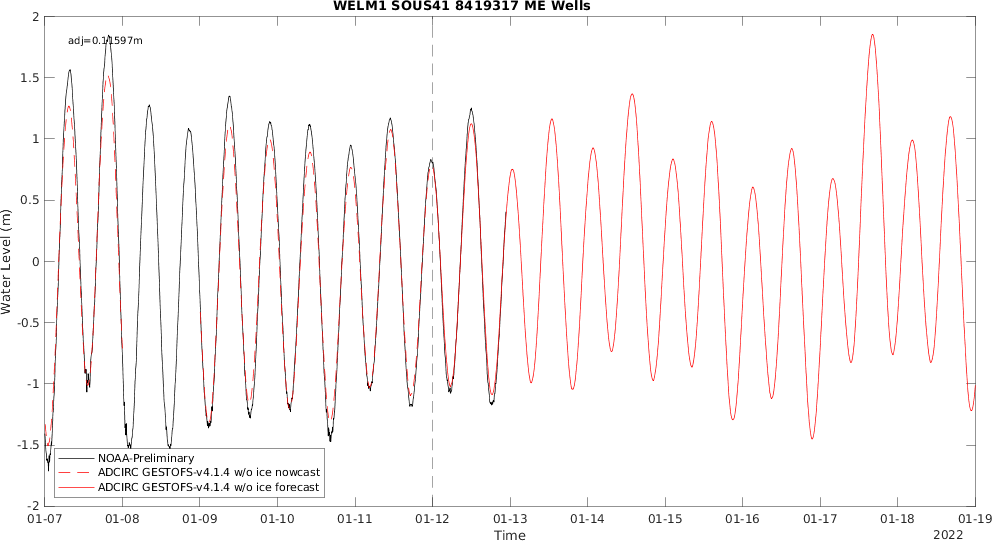 WELM1 SOUS41 8419317 ME Wells
adj=0.11597m
2
1.5
1
0.5
0
-0.5
-1
-1.5
-2
Water Level (m)
NOAA-Preliminary
ADCIRC GESTOFS-v4.1.4 w/o ice nowcast
ADCIRC GESTOFS-v4.1.4 w/o ice forecast
01-07 01-08 01-09 01-10 01-11 01-12 01-13 01-14 01-15 01-16 01-17 01-18 01-19
Time
2022